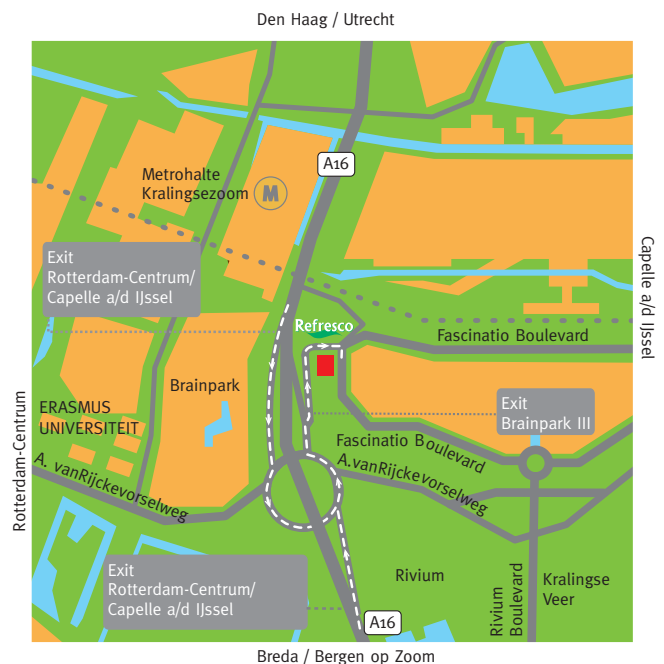 Den Haag / Utrecht
A16
Metrohalte
Kralingsezoom
M
Exit
Rotterdam-Centrum/
Capelle a/d IJssel
Capelle a/d IJssel
Refresco
Fascinatio Boulevard
Brainpark
Exit
Brainpark III
ERASMUS
UNIVERSITEIT
Rotterdam-Centrum
Fascinatio Boulevard
A. vanRijckevorselweg
A.vanRijckevorselweg
Exit
Rotterdam-Centrum/
Capelle a/d IJssel
Rivium
Rivium
Boulevard
Kralingse
Veer
A16
Breda / Bergen op Zoom